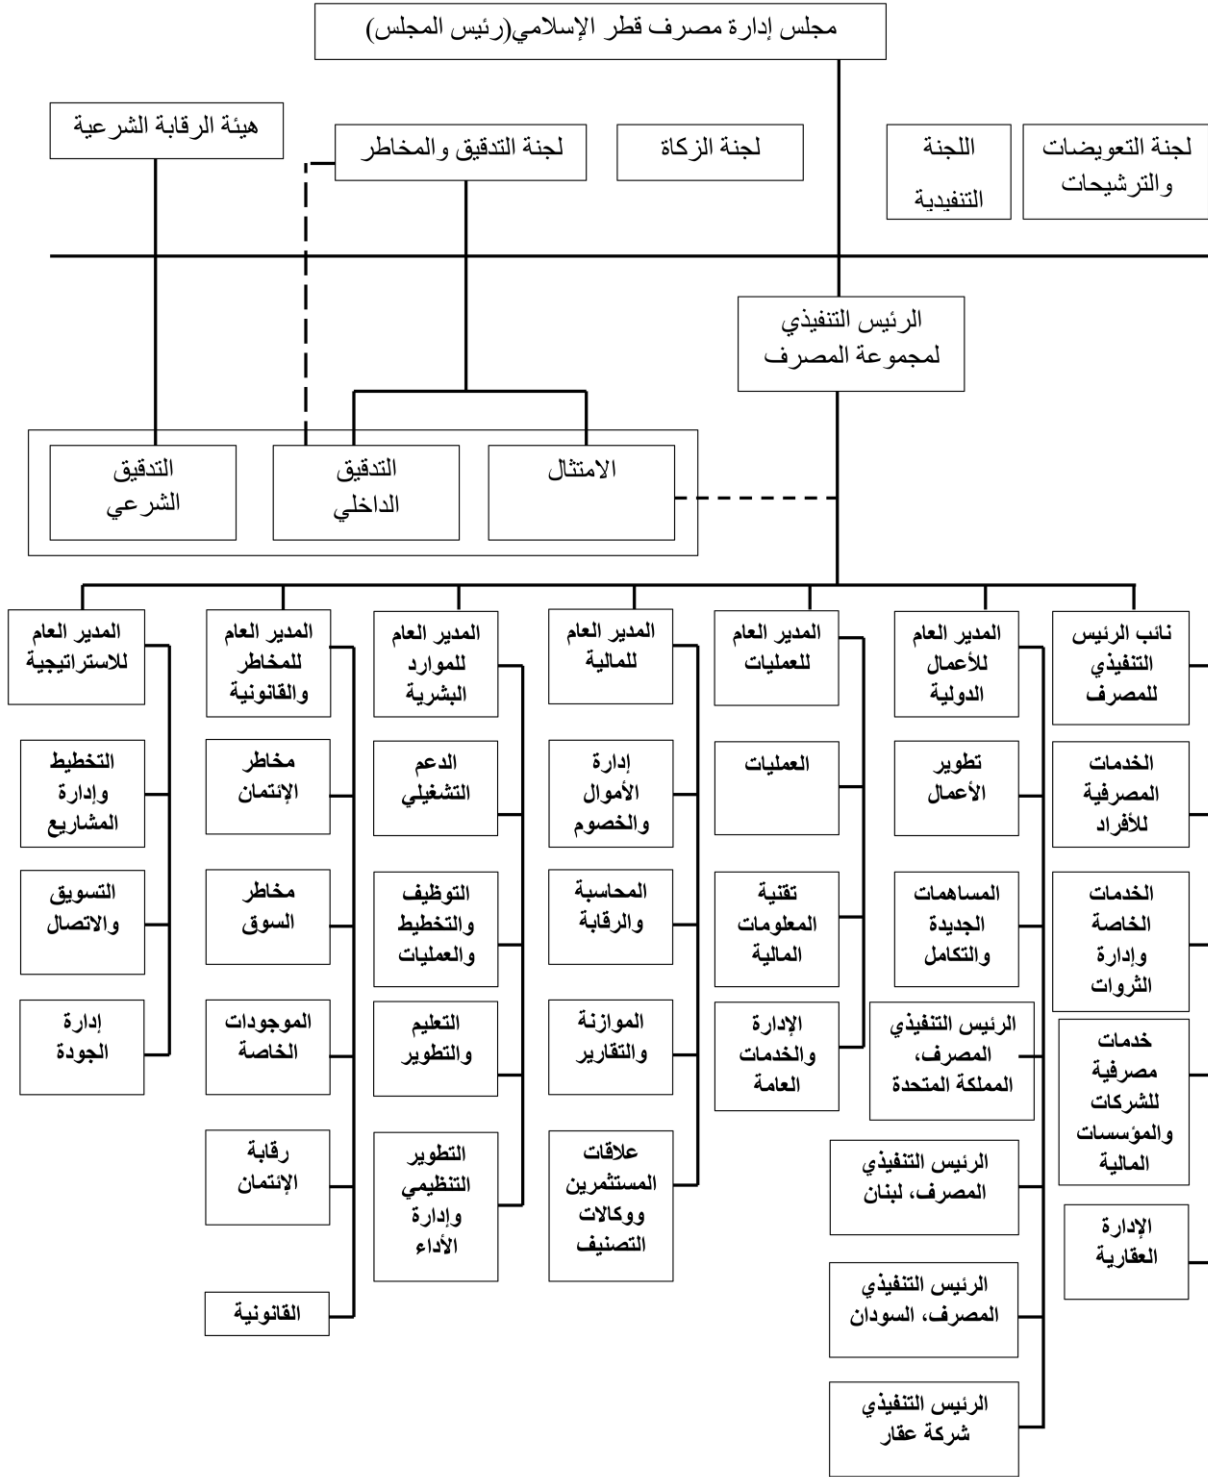 مجلس إدارة مصرف قطر الإسلامي(رئيس المجلس)
لجنة التعويضات
والترشيحات
اللجنة
التنفيدية
لجنة الزكاة
لجنة التدقيق والمخاطر
هيئة الرقابة الشرعية
الرئيس التنفيذي
لمجموعة المصرف
الامتثال
التدقيق
الداخلي
التدقيق
الشرعي
نائب الرئيس
التنفيذي
للمصرف
الخدمات
المصرفية
للأفراد
الخدمات
الخاصة
وإدارة
الثروات
خدمات
مصرفية
للشركات
والمؤسسات
المالية
الإدارة
العقارية
المدير العام
للأعمال
الدولية
تطوير
الأعمال
المساهمات
الجديدة
والتكامل
الرئيس التنفيذي
المصرف،
المملكة المتحدة
الرئيس التنفيذي
المصرف، لبنان
الرئيس التنفيذي
المصرف، السودان
الرئيس التنفيذي
شركة عقار
المدير العام
للعمليات
العمليات
تقنية
المعلومات
المالية
الإدارة
والخدمات
العامة
المدير العام
للمالية
إدارة
الأموال
والخصوم
المحاسبة
والرقابة
الموازنة
والتقارير
علاقات
المستثمرين
ووكالات
التصنيف
المدير العام
للموارد
البشرية
الدعم
التشغيلي
التوظيف
والتخطيط
والعمليات
التعليم
والتطوير
التطوير
التنظيمي
وإدارة
الأداء
المدير العام
للمخاطر
والقانونية
مخاطر
الإئتمان
مخاطر
السوق
الموجودات
الخاصة
رقابة
الإئتمان
القانونية
المدير العام
للاستراتيجية
التخطيط
وإدارة
المشاريع
التسويق
والاتصال
إدارة
الجودة